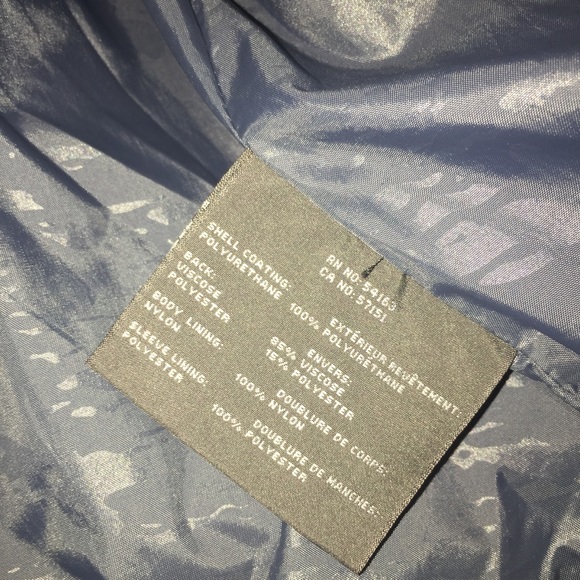 RN NO. 54163
CA NO: 57151
SHELL COATING:
POLYURETHANE
BACK:
VISCOSE
POLYESTER
BODY LINING:
NYLON
SLEEVE LINING:
POLYESTER
EXTÉRIEUR REVÊTEMENT:
100% POLYURÉTHANE
ENVERS:
85% VISCOSE
15% POLYESTER
DOUBLURE DE CORPS:
100% NYLON
DOUBLURE DE MANCHES:
100% POLYESTER